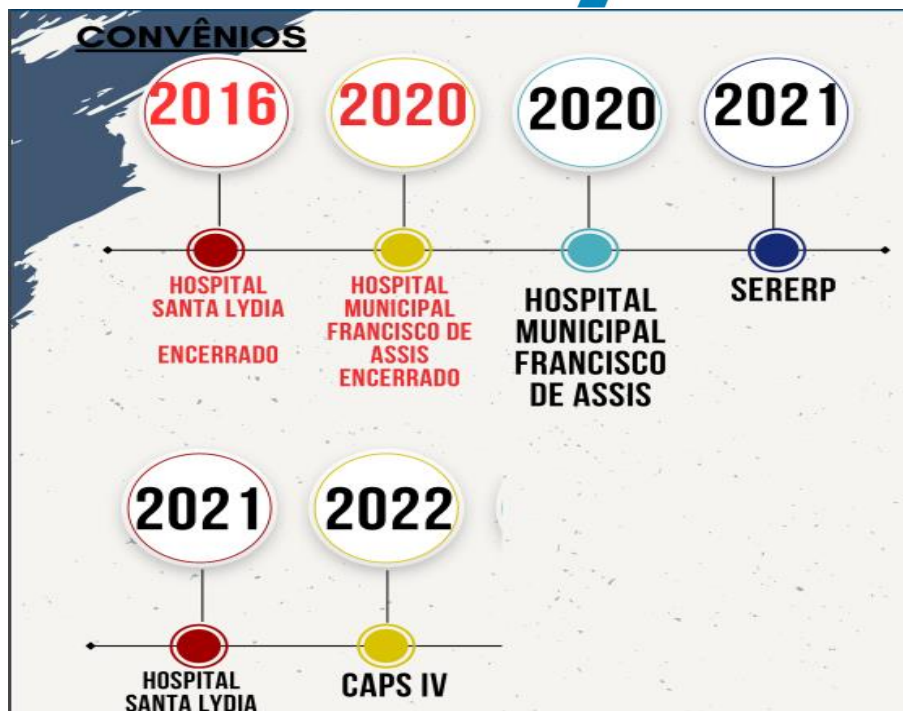 CONVÊNIOS
2016
2020
2020
2021
HOSPITAL
SANTA LYDIA
ENCERRADO
HOSPITAL
MUNICIPAL
FRANCISCO DE
ASSIS
ENCERRADO
HOSPITAL
MUNICIPAL
FRANCISCO
DE ASSIS
SERERP
2021
2022
HOSPITAL
SANTA LYDIA
CAPS IV